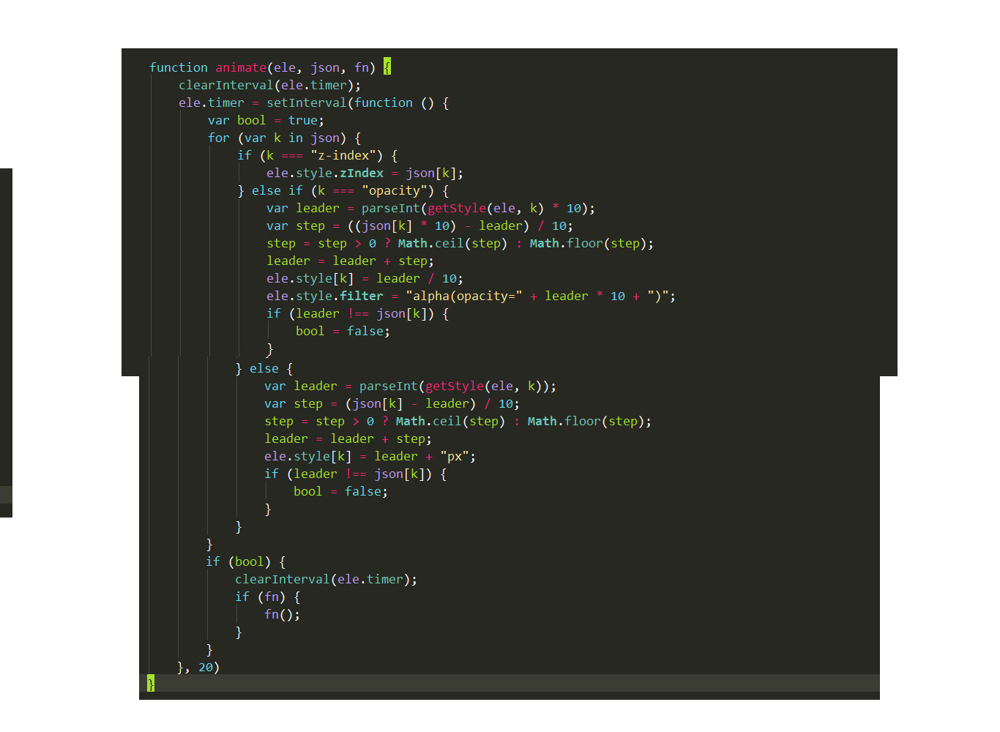 function animate(ele, json, fn) {
    clearInterval(ele.timer);
    ele.timer = setInterval(function () {
        var bool = true;
        for (var k in json) {
            if (k === "z-index") {
                ele.style.zIndex = json[k];
            } else if (k === "opacity") {
                var leader = parseInt(getStyle(ele, k) * 10);
                var step = ((json[k] * 10) - leader) / 10;
                step = step > 0 ? Math.ceil(step) : Math.floor(step);
                leader = leader + step;
                ele.style[k] = leader / 10;
                ele.style.filter = "alpha(opacity=" + leader * 10 + ")";
                if (leader !== json[k]) {
                    bool = false;
                }
            } else {
                var leader = parseInt(getStyle(ele, k));
                var step = (json[k] - leader) / 10;
                step = step > 0 ? Math.ceil(step) : Math.floor(step);
                leader = leader + step;
                ele.style[k] = leader + "px";
                if (leader !== json[k]) {
                    bool = false;
                }
            }
        }
        if (bool) {
            clearInterval(ele.timer);
            if (fn) {
                fn();
            }
        }
    }, 20)
}